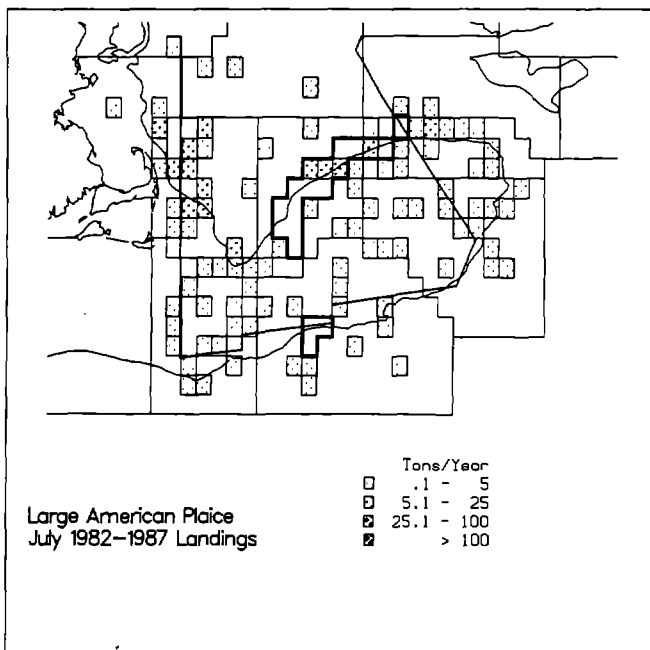 Tons/Year
.1 - 5
5.1 - 25
25.1 - 100
> 100
Large American Plaice
July 1982-1987 Landings